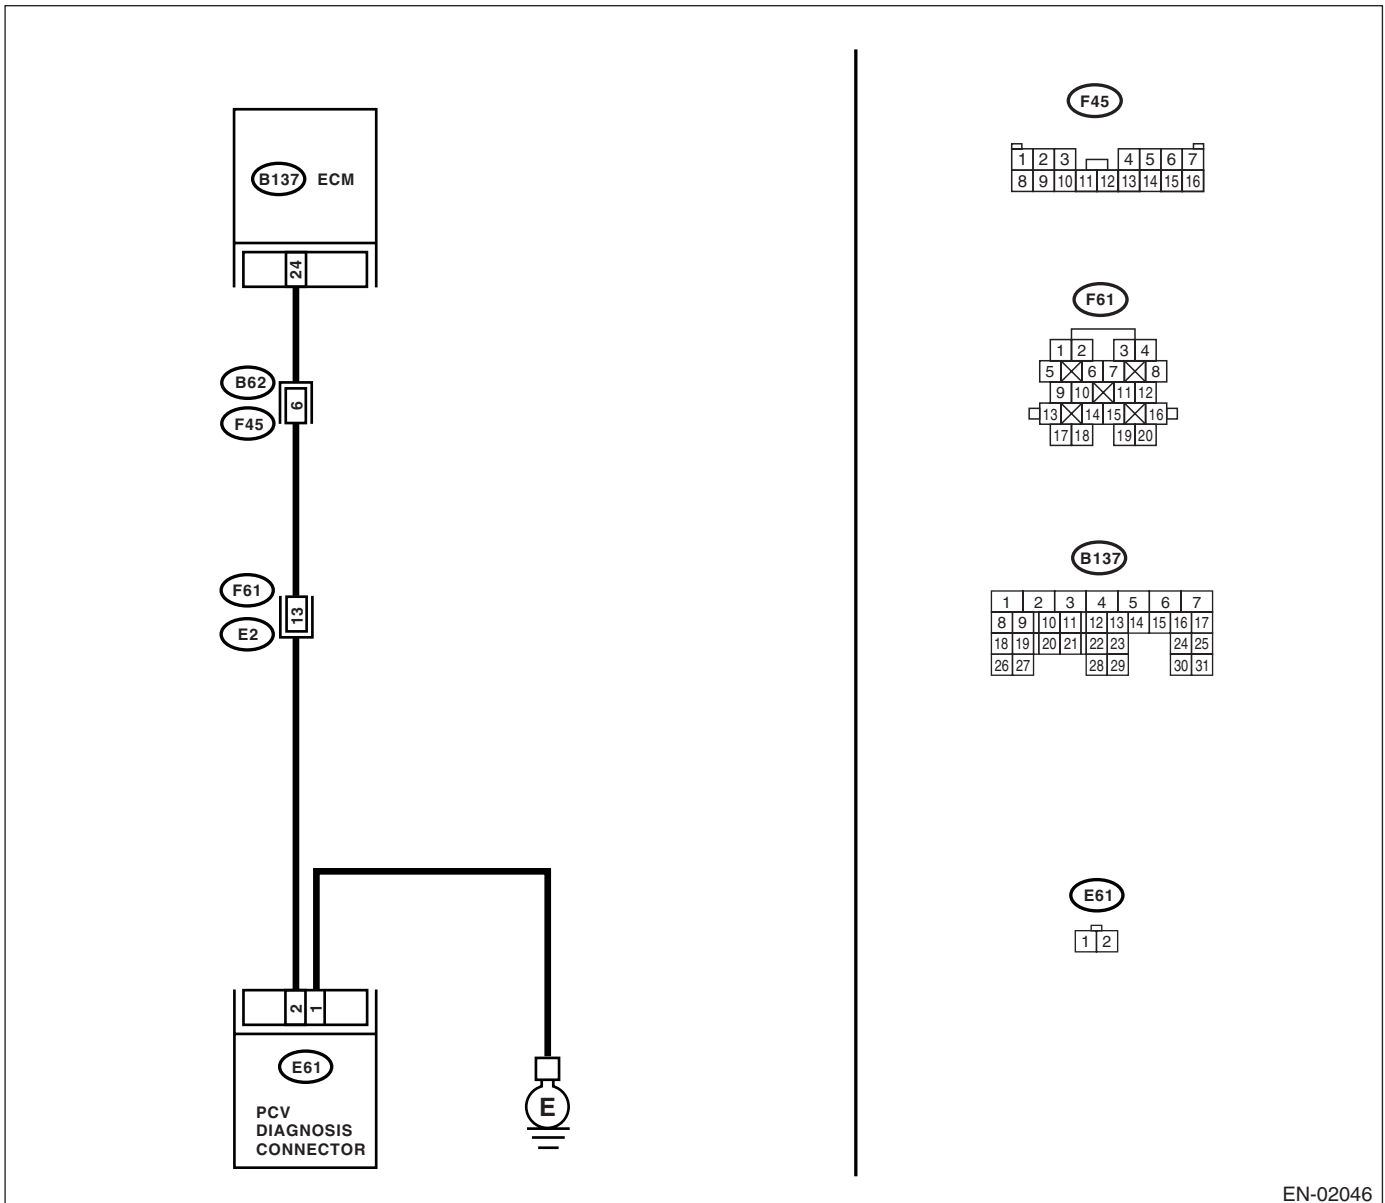 B137 ECM
24
B62
6
F45
F61
13
E2
2 1
E61
PCV
DIAGNOSIS
CONNECTOR
E
F45
1 2 3 4 5 6 7
8 9 10 11 12 13 14 15 16
F61
1 2 3 4
5 6 7 8
9 10 11 12
13 14 15 16
17 18 19 20
B137
1 2 3 4 5 6 7
8 9 10 11 12 13 14 15 16 17
18 19 20 21 22 23 24 25
26 27 28 29 30 31
E61
1 2
EN-02046